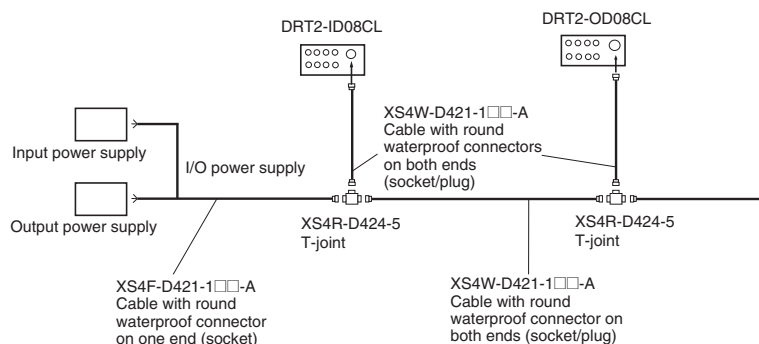 DRT2-ID08CL
DRT2-OD08CL
XS4W-D421-1□□-A
Cable with round
waterproof connectors
on both ends
(socket/plug)
Input power supply
I/O power supply
Output power supply
XS4R-D424-5
T-joint
XS4R-D424-5
T-joint
XS4F-D421-1□□-A
Cable with round
waterproof connector
on one end (socket)
XS4W-D421-1□□-A
Cable with round
waterproof connector on
both ends (socket/plug)